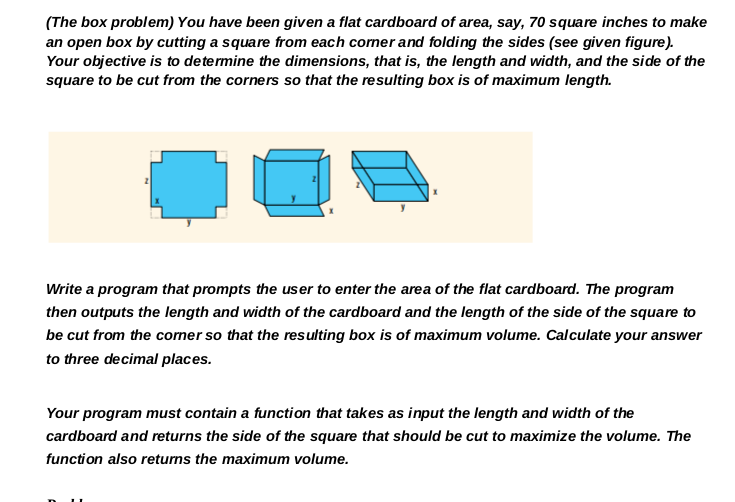 (The box problem) You have been given a flat cardboard of area, say, 70 square inches to make
an open box by cutting a square from each corner and folding the sides (see given figure).
Your objective is to determine the dimensions, that is, the length and width, and the side of the
square to be cut from the corners so that the resulting box is of maximum length.
z
x
y
z
y
x
z
x
y
Write a program that prompts the user to enter the area of the flat cardboard. The program
then outputs the length and width of the cardboard and the length of the side of the square to
be cut from the corner so that the resulting box is of maximum volume. Calculate your answer
to three decimal places.
Your program must contain a function that takes as input the length and width of the
cardboard and returns the side of the square that should be cut to maximize the volume. The
function also returns the maximum volume.